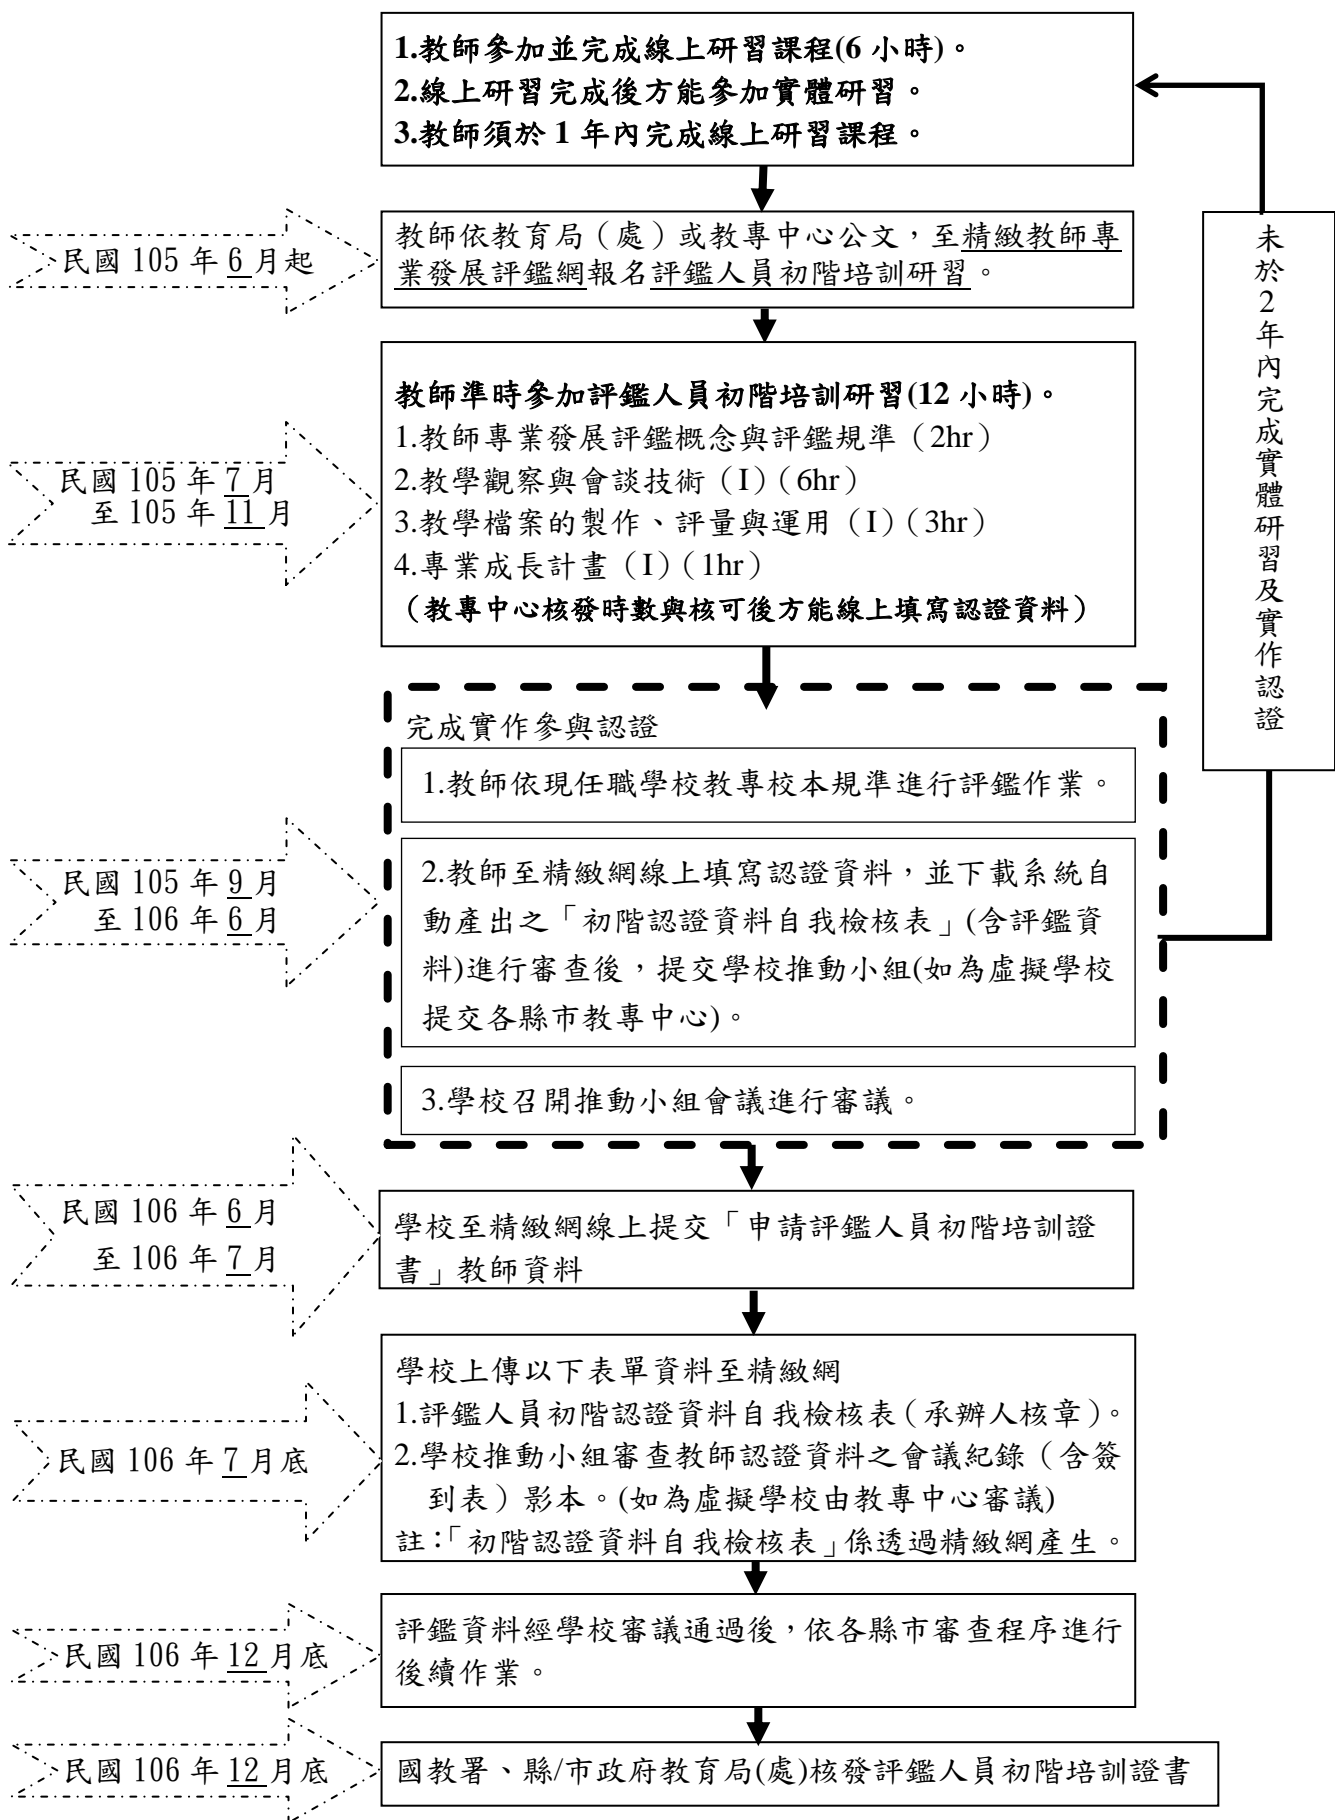 1.教師參加並完成線上研習課程(6 小時)。
2.線上研習完成後方能參加實體研習。
3.教師須於 1 年內完成線上研習課程。
民國 105 年 6 月起
教師依教育局（處）或教專中心公文，至精緻教師專
業發展評鑑網報名評鑑人員初階培訓研習。
未於2年內完成實體研習及實作認證
民國 105 年 7 月
至 105 年 11 月
教師準時參加評鑑人員初階培訓研習(12 小時)。
1.教師專業發展評鑑概念與評鑑規準（2hr）
2.教學觀察與會談技術（I）（6hr）
3.教學檔案的製作、評量與運用（I）（3hr）
4.專業成長計畫（I）（1hr）
（教專中心核發時數與核可後方能線上填寫認證資料）
完成實作參與認證
1.教師依現任職學校教專校本規準進行評鑑作業。
民國 105 年 9 月
至 106 年 6 月
2.教師至精緻網線上填寫認證資料，並下載系統自
動產出之「初階認證資料自我檢核表」(含評鑑資
料)進行審查後，提交學校推動小組(如為虛擬學校
提交各縣市教專中心)。
3.學校召開推動小組會議進行審議。
民國 106 年 6 月
至 106 年 7 月
學校至精緻網線上提交「申請評鑑人員初階培訓證
書」教師資料
民國 106 年 7 月底
學校上傳以下表單資料至精緻網
1.評鑑人員初階認證資料自我檢核表（承辦人核章）。
2.學校推動小組審查教師認證資料之會議紀錄（含簽
到表）影本。(如為虛擬學校由教專中心審議)
註：「初階認證資料自我檢核表」係透過精緻網產生。
民國 106 年 12 月底
評鑑資料經學校審議通過後，依各縣市審查程序進行
後續作業。
民國 106 年 12 月底
國教署、縣/市政府教育局(處)核發評鑑人員初階培訓證書